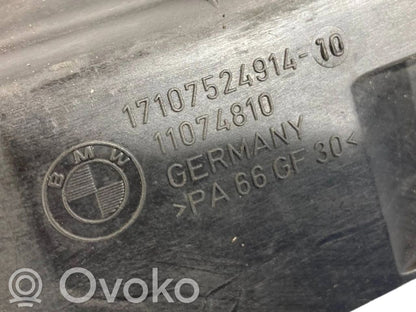 17107524914-10
11074810
GERMANY
>PA 66 GF 30<
BMW
Ovoko